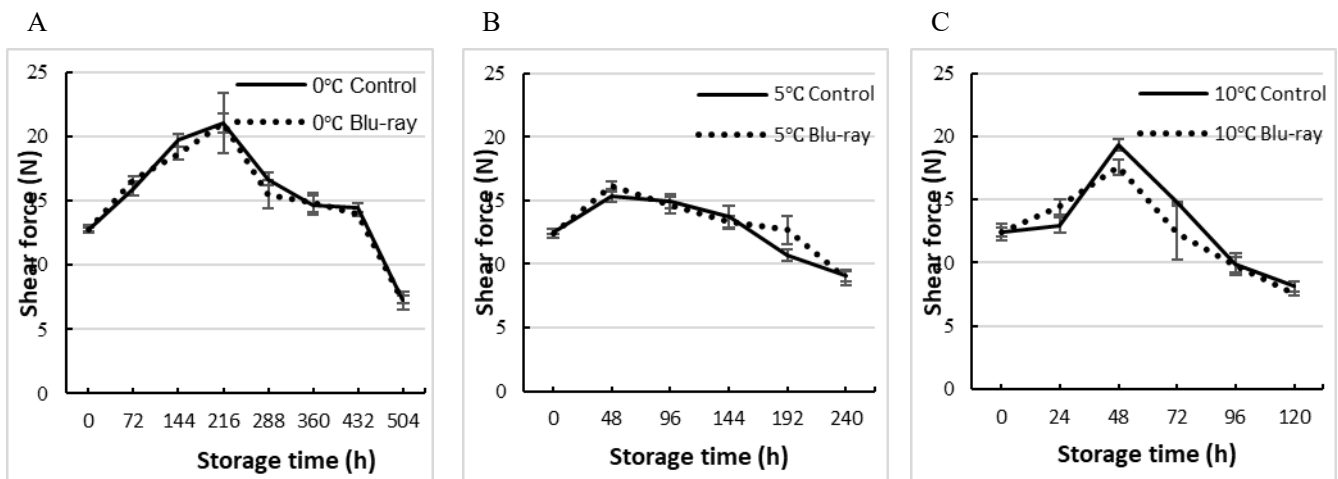 A
25
20
15
10
5
0
Shear force (N)
0℃ Control
0℃ Blu-ray
0 72 144 216 288 360 432 504
Storage time (h)
B
25
20
15
10
5
0
Shear force (N)
5℃ Control
5℃ Blu-ray
0 48 96 144 192 240
Storage time (h)
C
25
20
15
10
5
0
Shear force (N)
10℃ Control
10℃ Blu-ray
0 24 48 72 96 120
Storage time (h)